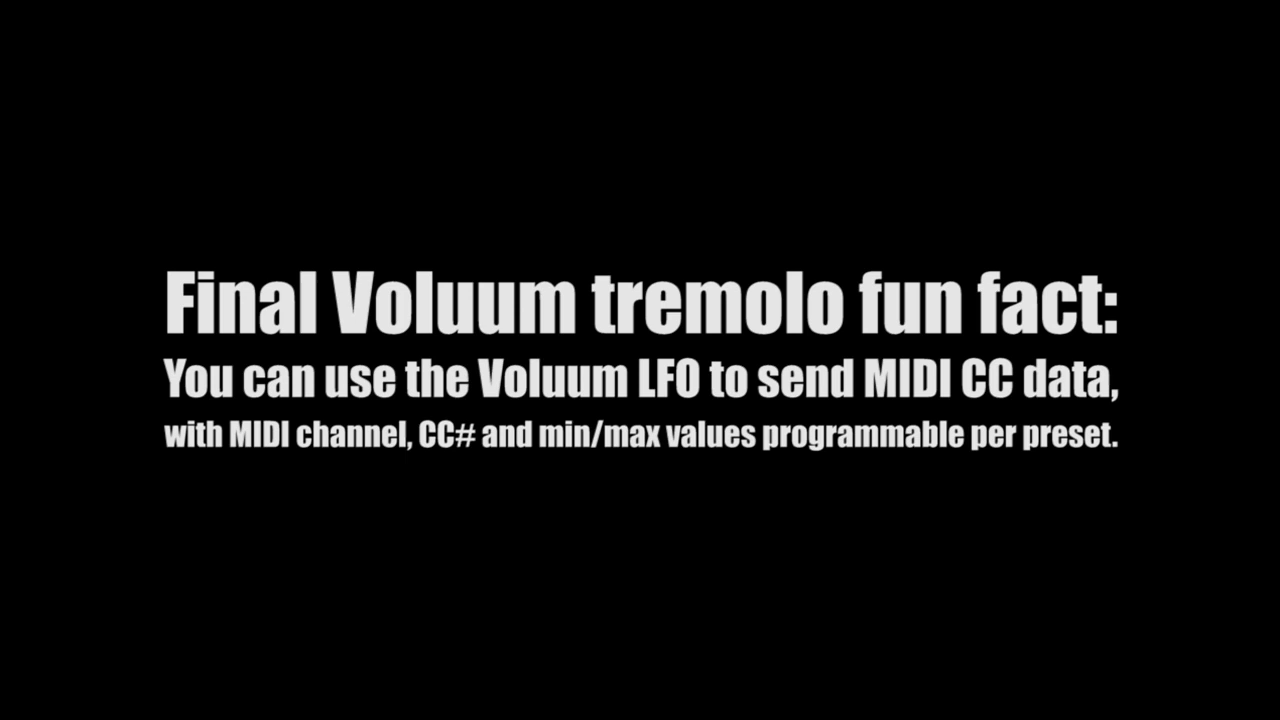 Final Voluum tremolo fun fact:
You can use the Voluum LFO to send MIDI CC data,
with MIDI channel, CC# and min/max values programmable per preset.